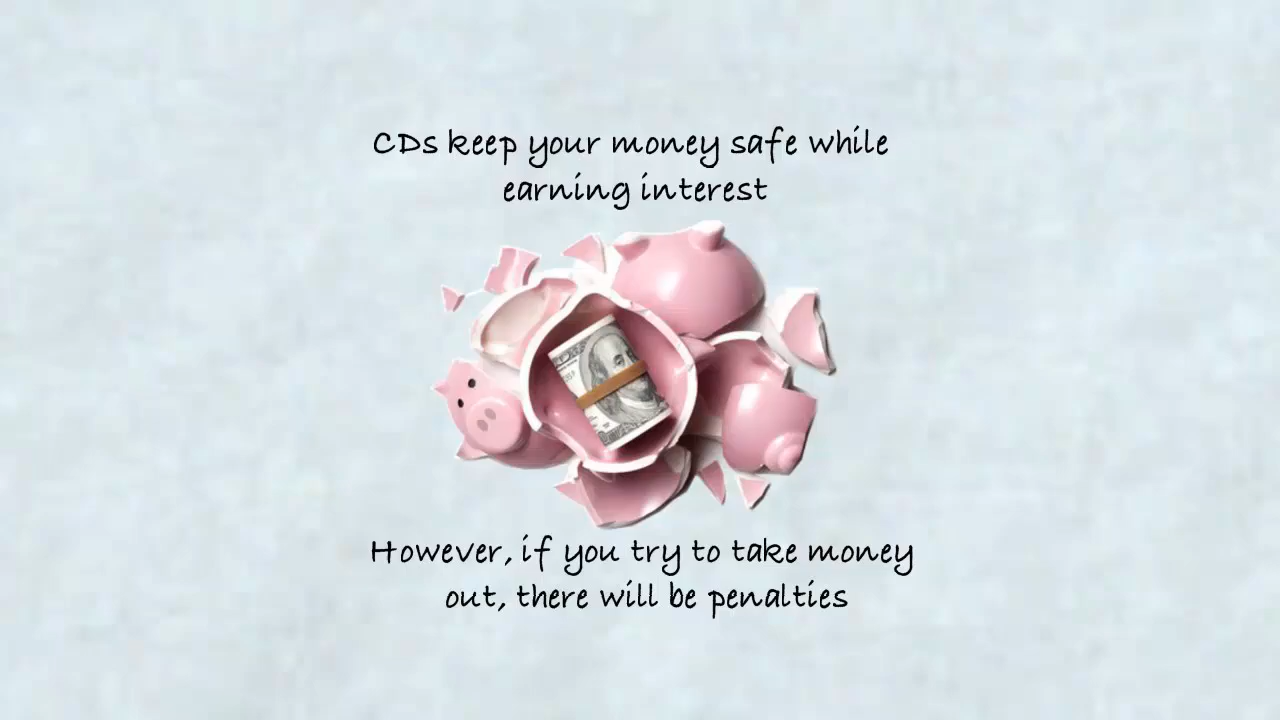 CDs keep your money safe while
earning interest
However, if you try to take money
out, there will be penalties